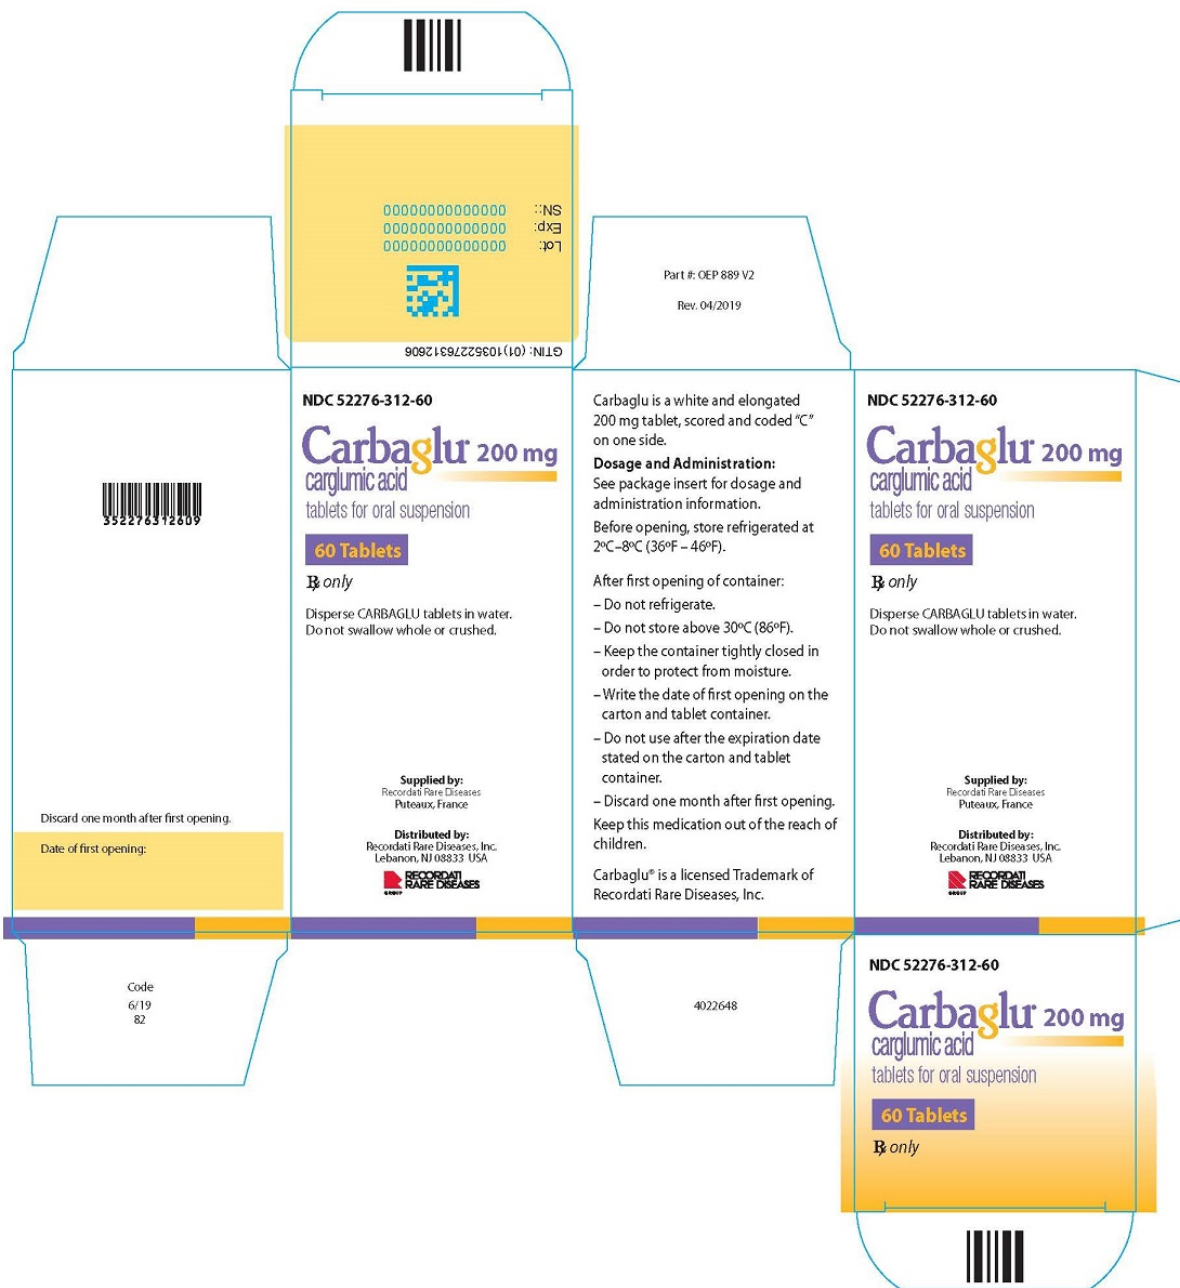 SN::   00000000000000
Exp:   00000000000000
Lot:   00000000000000
GTIN: (01)10352276312606
Part #: OEP 889 V2
Rev. 04/2019
352276312609
Discard one month after first opening.
Date of first opening:
NDC 52276-312-60
Carbaglu 200 mg
carglumic acid
tablets for oral suspension
60 Tablets
℞ only
Disperse CARBAGLU tablets in water.
Do not swallow whole or crushed.
Supplied by:
Recordati Rare Diseases
Puteaux, France
Distributed by:
Recordati Rare Diseases, Inc.
Lebanon, NJ 08833  USA
RECORDATI
RARE DISEASES
GROUP
Carbaglu is a white and elongated
200 mg tablet, scored and coded “C”
on one side.
Dosage and Administration:
See package insert for dosage and
administration information.
Before opening, store refrigerated at
2ºC–8ºC (36ºF – 46ºF).
After first opening of container:
– Do not refrigerate.
– Do not store above 30ºC (86ºF).
– Keep the container tightly closed in
order to protect from moisture.
– Write the date of first opening on the
carton and tablet container.
– Do not use after the expiration date
stated on the carton and tablet
container.
– Discard one month after first opening.
Keep this medication out of the reach of
children.
Carbaglu® is a licensed Trademark of
Recordati Rare Diseases, Inc.
NDC 52276-312-60
Carbaglu 200 mg
carglumic acid
tablets for oral suspension
60 Tablets
℞ only
Disperse CARBAGLU tablets in water.
Do not swallow whole or crushed.
Supplied by:
Recordati Rare Diseases
Puteaux, France
Distributed by:
Recordati Rare Diseases, Inc.
Lebanon, NJ 08833  USA
RECORDATI
RARE DISEASES
GROUP
Code
6/19
82
4022648
NDC 52276-312-60
Carbaglu 200 mg
carglumic acid
tablets for oral suspension
60 Tablets
℞ only